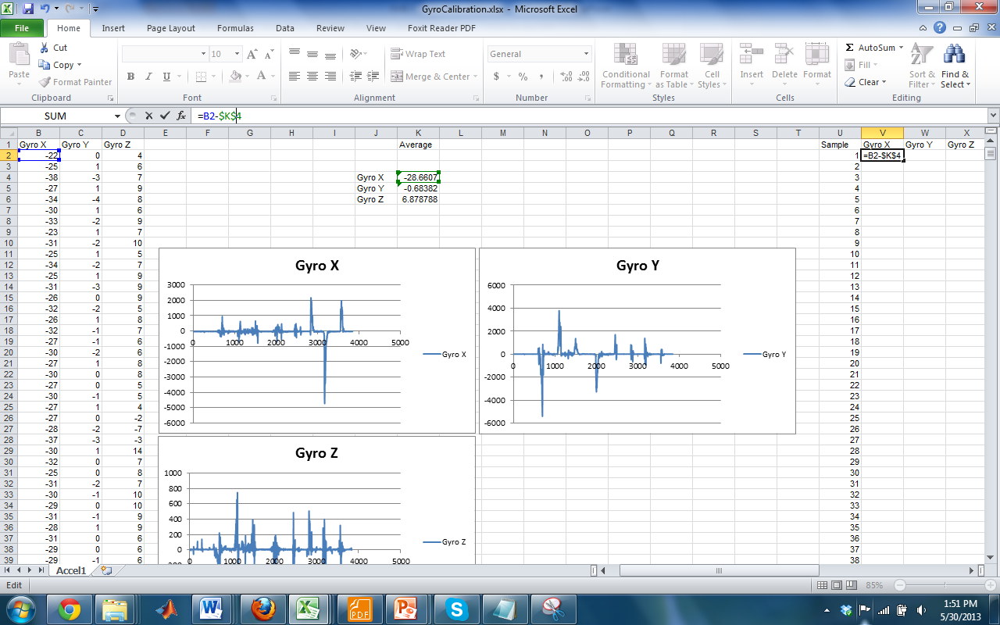 GyroCalibration.xlsx - Microsoft Excel
File Home Insert Page Layout Formulas Data Review View Foxit Reader PDF
Paste Cut Copy Format Painter Clipboard
10 A A B I U A Font
Wrap Text Merge & Center Alignment
General $ % , .0 .00 .00 .0 Number
Conditional Formatting Format as Table Cell Styles Styles
Insert Delete Format Cells
Σ AutoSum Fill Clear Sort & Filter Find & Select Editing
SUM fx =B2-$K$4
B C D E F G H I J K L M N O P Q R S T U V W X
1 Gyro X Gyro Y Gyro Z Average Sample Gyro X Gyro Y Gyro Z
2 -22 0 4 1 =B2-$K$4
3 -25 1 6 2
4 -38 -3 7 Gyro X -28.6607 3
5 -27 1 9 Gyro Y -0.68382 4
6 -34 -4 8 Gyro Z 6.878788 5
7 -30 1 6 6
8 -33 -2 9 7
9 -23 1 7 8
10 -31 -2 10 9
11 -25 1 5 10
12 -34 -2 7 11
13 -25 1 9 12
14 -31 -3 9 13
15 -26 0 9 14
16 -32 -2 5 15
17 -26 1 8 16
18 -32 -1 7 17
19 -27 -1 6 18
20 -30 -2 6 19
21 -27 1 8 20
22 -30 0 8 21
23 -27 0 5 22
24 -30 -1 5 23
25 -27 1 4 24
26 -27 0 -2 25
27 -28 -2 -7 26
28 -37 -3 -3 27
29 -30 1 14 28
30 -32 0 7 29
31 -25 0 8 30
32 -31 -2 7 31
33 -30 -1 10 32
34 -29 0 10 33
35 -31 -1 9 34
36 -28 1 9 35
37 -31 0 6 36
38 -29 0 6 37
39 -29 -1 6 38
Gyro X
3000
2000
1000
0
-1000
-2000
-3000
-4000
-5000
-6000
0 1000 2000 3000 4000 5000
Gyro X
Gyro Y
6000
4000
2000
0
-2000
-4000
-6000
0 1000 2000 3000 4000 5000
Gyro Y
Gyro Z
1000
800
600
400
200
0
-200
0 1000 2000 3000 4000 5000
Gyro Z
Accel1
Edit 85%
PDF
1:51 PM
5/30/2013